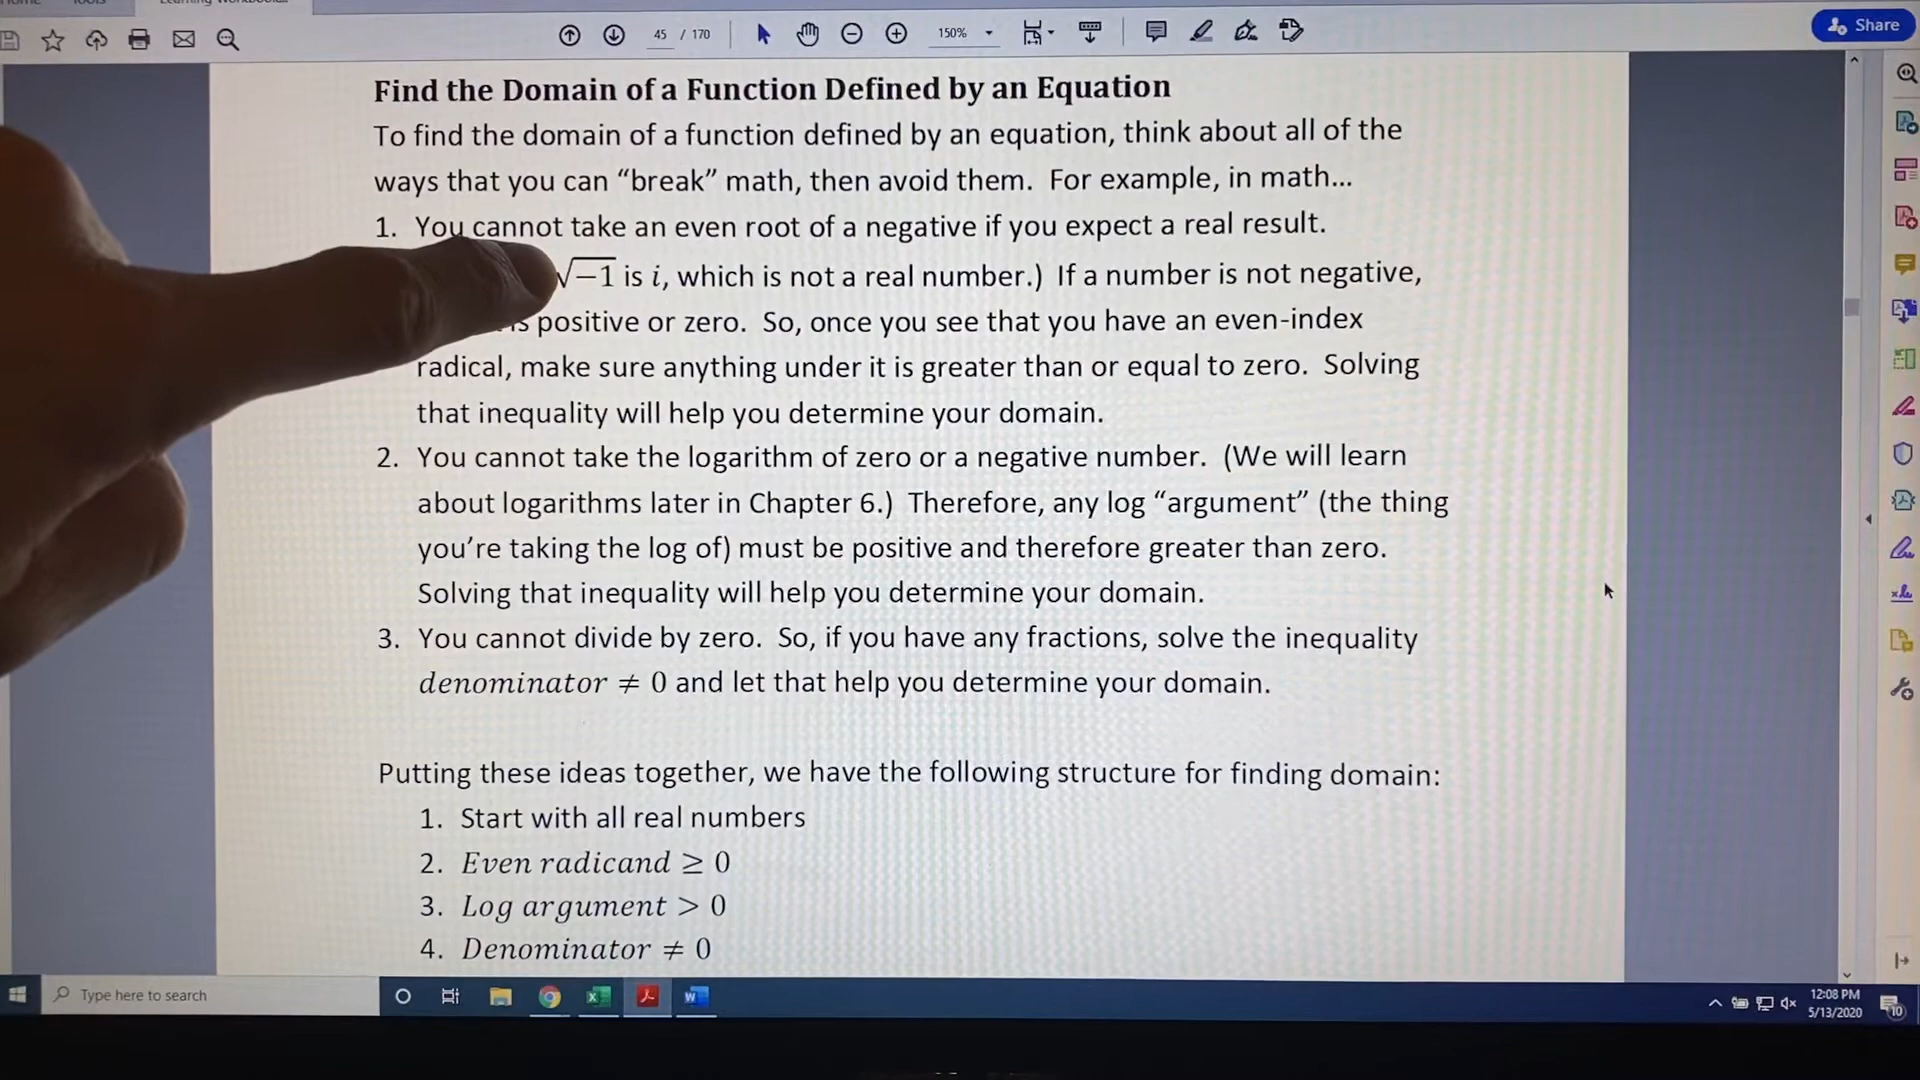 45 / 170
150%
Share
Find the Domain of a Function Defined by an Equation
To find the domain of a function defined by an equation, think about all of the
ways that you can “break” math, then avoid them. For example, in math...
1. You cannot take an even root of a negative if you expect a real result.
√−1 is i, which is not a real number.) If a number is not negative,
is positive or zero. So, once you see that you have an even-index
radical, make sure anything under it is greater than or equal to zero. Solving
that inequality will help you determine your domain.
2. You cannot take the logarithm of zero or a negative number. (We will learn
about logarithms later in Chapter 6.) Therefore, any log “argument” (the thing
you’re taking the log of) must be positive and therefore greater than zero.
Solving that inequality will help you determine your domain.
3. You cannot divide by zero. So, if you have any fractions, solve the inequality
denominator ≠ 0 and let that help you determine your domain.
Putting these ideas together, we have the following structure for finding domain:
1. Start with all real numbers
2. Even radicand ≥ 0
3. Log argument > 0
4. Denominator ≠ 0
Type here to search
12:08 PM
5/13/2020
10